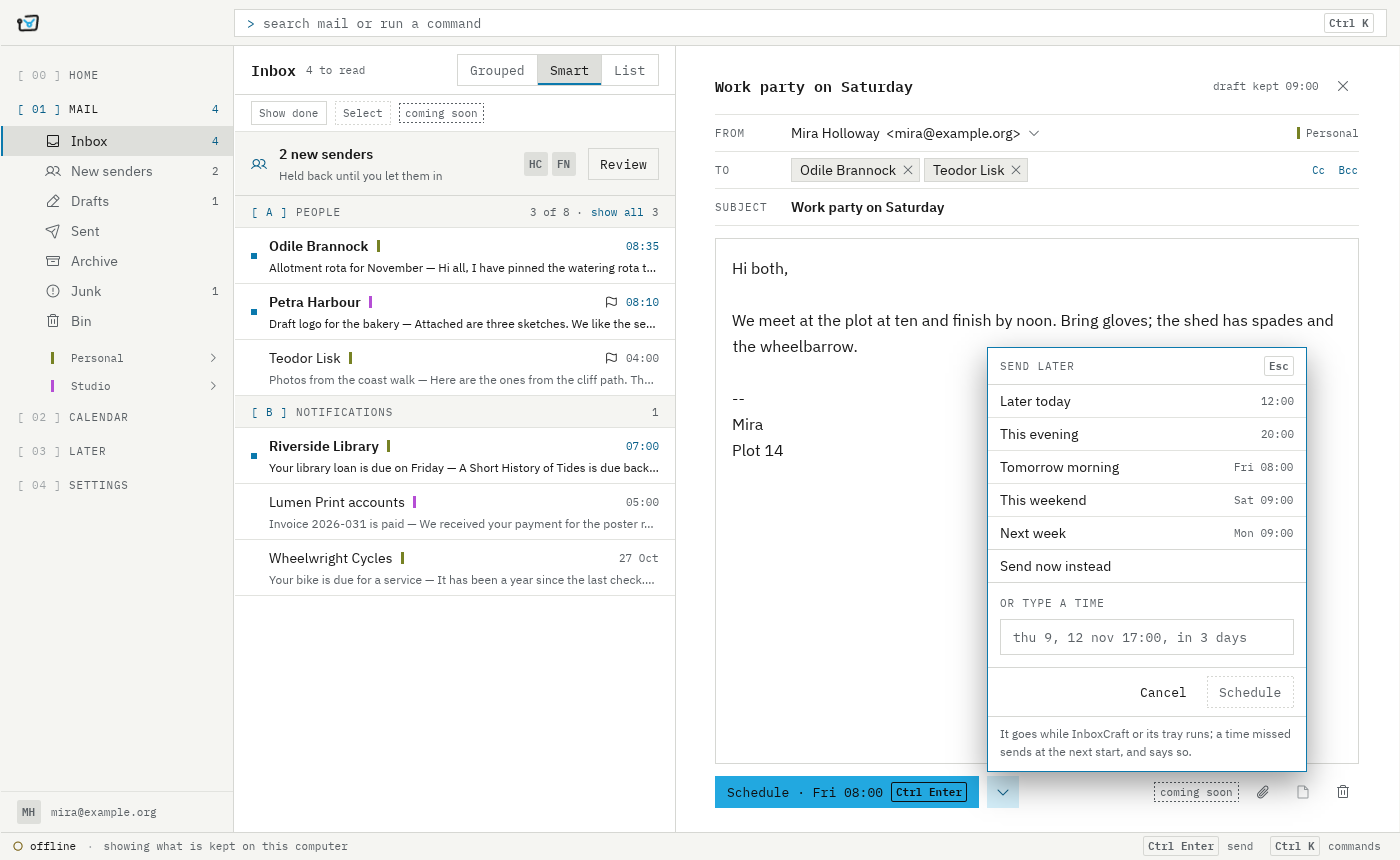 > search mail or run a command
Ctrl K
[ 00 ] HOME
[ 01 ] MAIL 4
Inbox 4
New senders 2
Drafts 1
Sent
Archive
Junk 1
Bin
Personal
Studio
[ 02 ] CALENDAR
[ 03 ] LATER
[ 04 ] SETTINGS
MH mira@example.org
Inbox 4 to read
Grouped Smart List
Show done Select coming soon
2 new senders
Held back until you let them in
HC FN Review
[ A ] PEOPLE 3 of 8 · show all 3
Odile Brannock 08:35
Allotment rota for November — Hi all, I have pinned the watering rota t…
Petra Harbour 08:10
Draft logo for the bakery — Attached are three sketches. We like the se…
Teodor Lisk 04:00
Photos from the coast walk — Here are the ones from the cliff path. Th…
[ B ] NOTIFICATIONS 1
Riverside Library 07:00
Your library loan is due on Friday — A Short History of Tides is due back…
Lumen Print accounts 05:00
Invoice 2026-031 is paid — We received your payment for the poster r…
Wheelwright Cycles 27 Oct
Your bike is due for a service — It has been a year since the last check.…
Work party on Saturday draft kept 09:00
FROM Mira Holloway <mira@example.org> Personal
TO Odile Brannock Teodor Lisk Cc Bcc
SUBJECT Work party on Saturday
Hi both,
We meet at the plot at ten and finish by noon. Bring gloves; the shed has spades and
the wheelbarrow.
--
Mira
Plot 14
SEND LATER Esc
Later today 12:00
This evening 20:00
Tomorrow morning Fri 08:00
This weekend Sat 09:00
Next week Mon 09:00
Send now instead
OR TYPE A TIME
thu 9, 12 nov 17:00, in 3 days
Cancel Schedule
It goes while InboxCraft or its tray runs; a time missed
sends at the next start, and says so.
Schedule · Fri 08:00 Ctrl Enter
coming soon
offline · showing what is kept on this computer
Ctrl Enter send Ctrl K commands